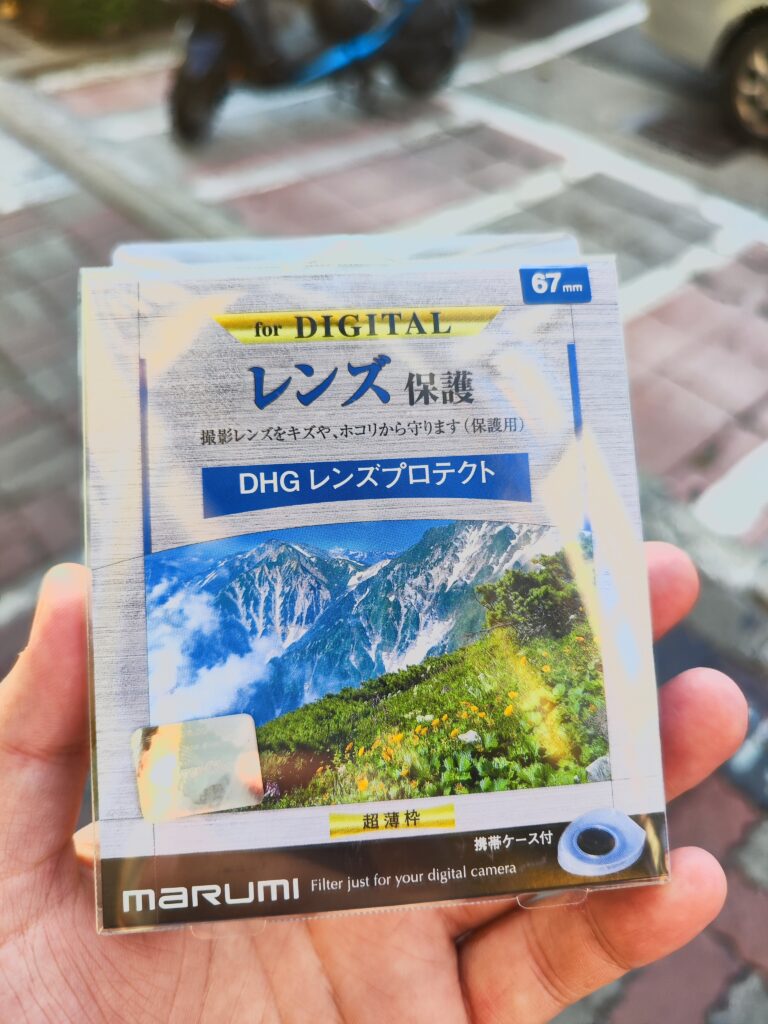 67mm
for DIGITAL
レンズ 保護
撮影レンズをキズや、ホコリから守ります(保護用)
DHG レンズプロテクト
超薄枠
携帯ケース付
marumi Filter just for your digital camera